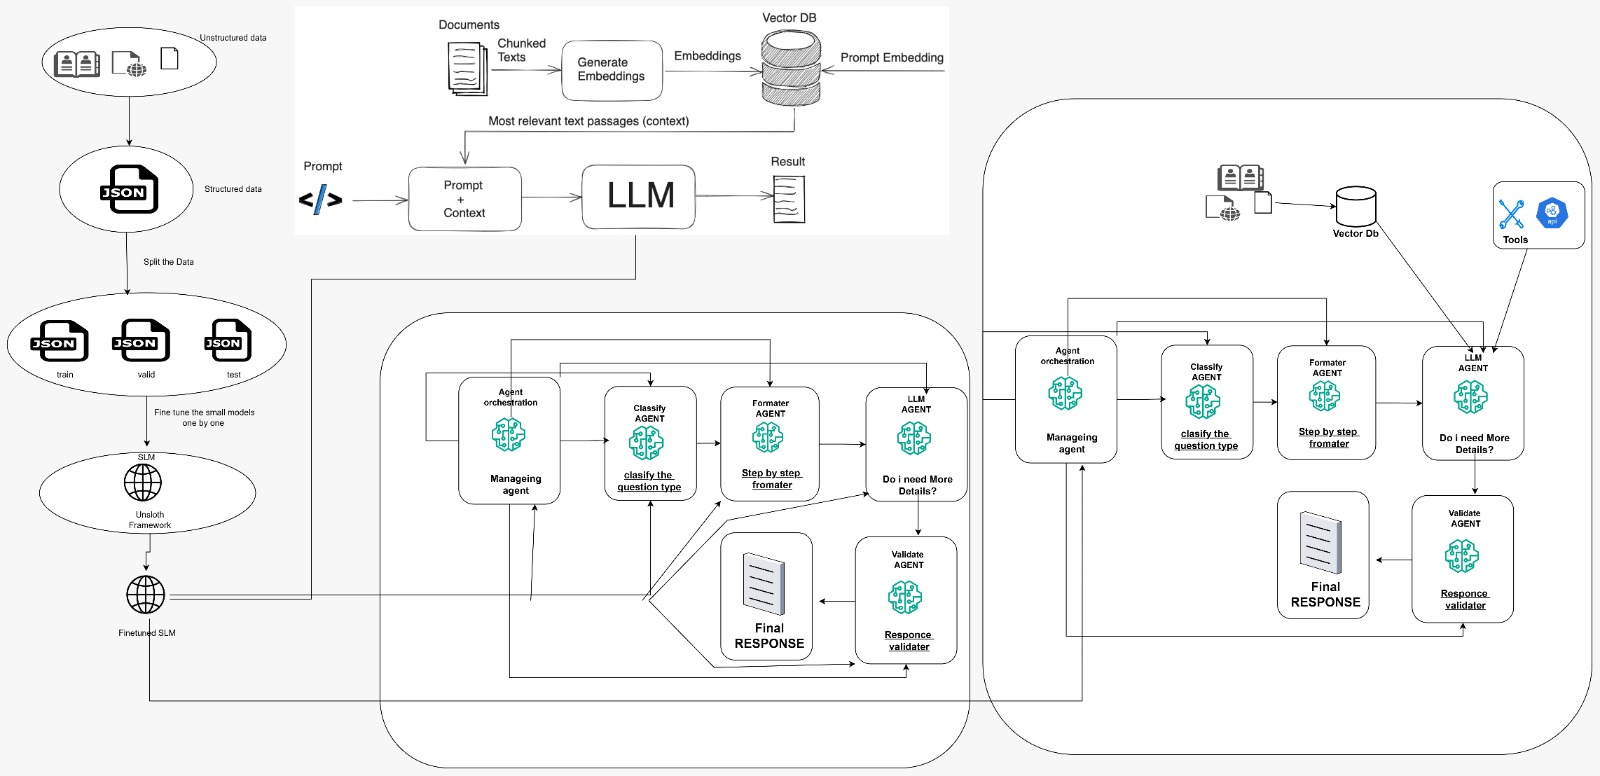 Unstructured data
JSON
Structured data
Split the Data
JSON
JSON
JSON
train
valid
test
Fine tune the small models
one by one
SLM
Unsloth
Framework
Finetuned SLM
Documents
Chunked
Texts
Generate
Embeddings
Embeddings
Vector DB
Prompt Embedding
Most relevant text passages (context)
Prompt
</>
Prompt
+
Context
LLM
Result
Agent
orchestration
Manageing
agent
Classify
AGENT
clasify the
question type
Formater
AGENT
Step by step
fromater
LLM
AGENT
Do i need More
Details?
Validate
AGENT
Responce
validater
Final
RESPONSE
Vector Db
api
Tools
Agent
orchestration
Manageing
agent
Classify
AGENT
clasify the
question type
Formater
AGENT
Step by step
fromater
LLM
AGENT
Do i need More
Details?
Validate
AGENT
Responce
validater
Final
RESPONSE